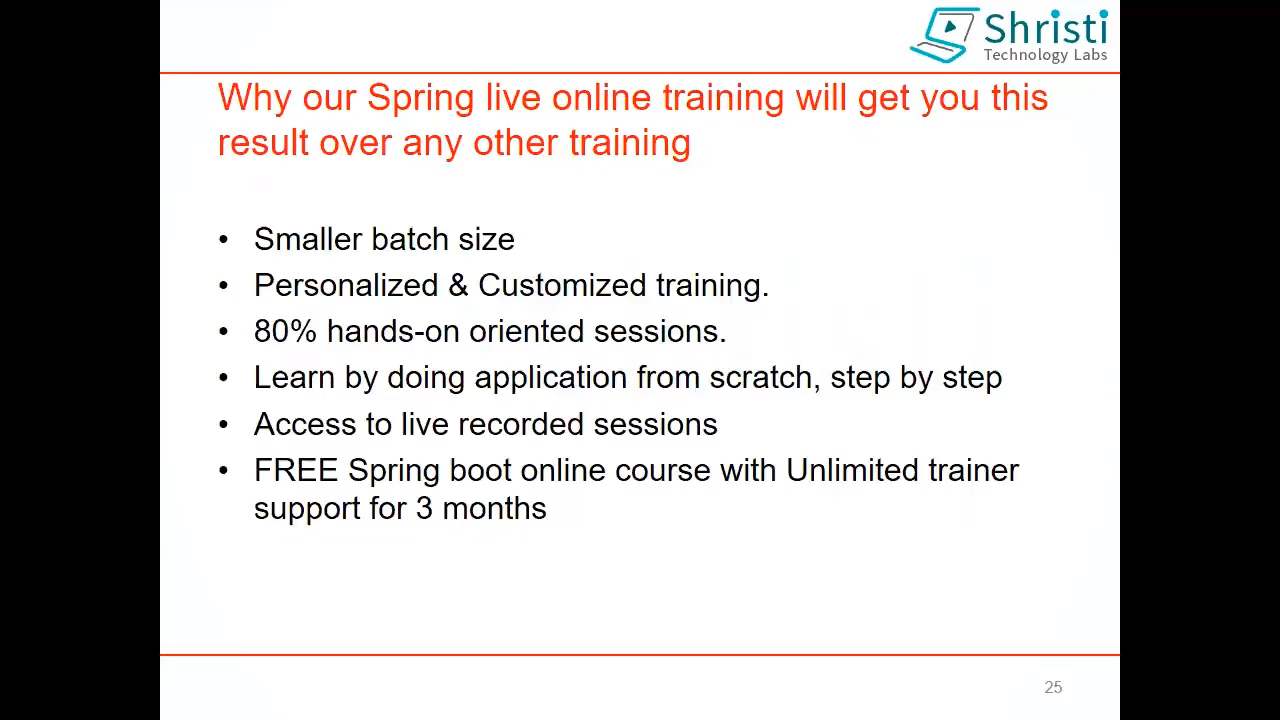 Shristi
Technology Labs
Why our Spring live online training will get you this
result over any other training
• Smaller batch size
• Personalized & Customized training.
• 80% hands-on oriented sessions.
• Learn by doing application from scratch, step by step
• Access to live recorded sessions
• FREE Spring boot online course with Unlimited trainer
support for 3 months
25